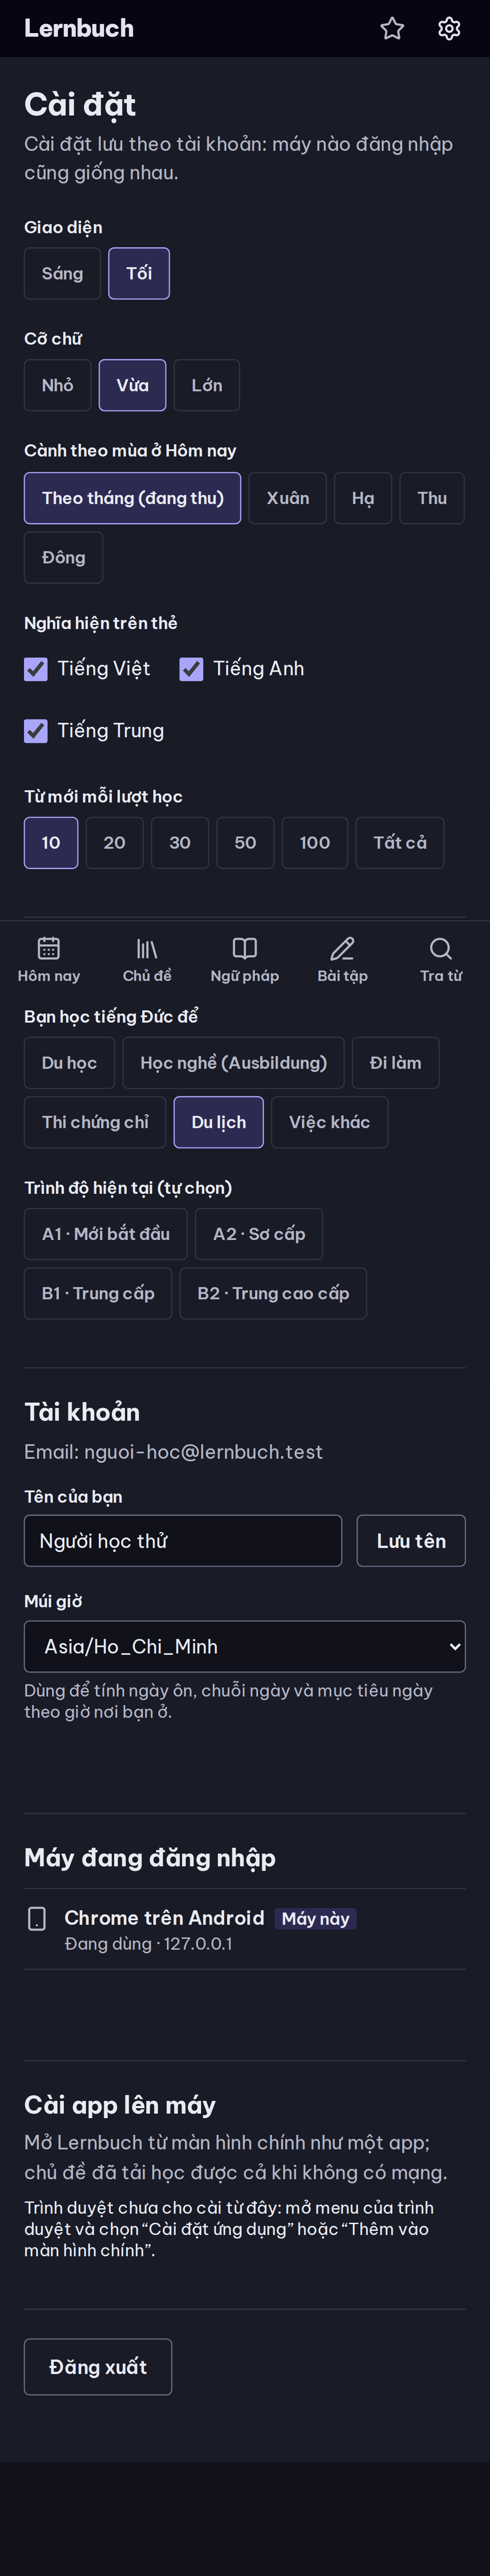 Lernbuch
Cài đặt
Cài đặt lưu theo tài khoản: máy nào đăng nhập
cũng giống nhau.
Giao diện
Sáng
Tối
Cỡ chữ
Nhỏ
Vừa
Lớn
Cành theo mùa ở Hôm nay
Theo tháng (đang thu)
Xuân
Hạ
Thu
Đông
Nghĩa hiện trên thẻ
Tiếng Việt
Tiếng Anh
Tiếng Trung
Từ mới mỗi lượt học
10
20
30
50
100
Tất cả
Hôm nay
Chủ đề
Ngữ pháp
Bài tập
Tra từ
Bạn học tiếng Đức để
Du học
Học nghề (Ausbildung)
Đi làm
Thi chứng chỉ
Du lịch
Việc khác
Trình độ hiện tại (tự chọn)
A1 · Mới bắt đầu
A2 · Sơ cấp
B1 · Trung cấp
B2 · Trung cao cấp
Tài khoản
Email: nguoi-hoc@lernbuch.test
Tên của bạn
Người học thử
Lưu tên
Múi giờ
Asia/Ho_Chi_Minh
Dùng để tính ngày ôn, chuỗi ngày và mục tiêu ngày
theo giờ nơi bạn ở.
Máy đang đăng nhập
Chrome trên Android
Máy này
Đang dùng · 127.0.0.1
Cài app lên máy
Mở Lernbuch từ màn hình chính như một app;
chủ đề đã tải học được cả khi không có mạng.
Trình duyệt chưa cho cài từ đây: mở menu của trình
duyệt và chọn “Cài đặt ứng dụng” hoặc “Thêm vào
màn hình chính”.
Đăng xuất